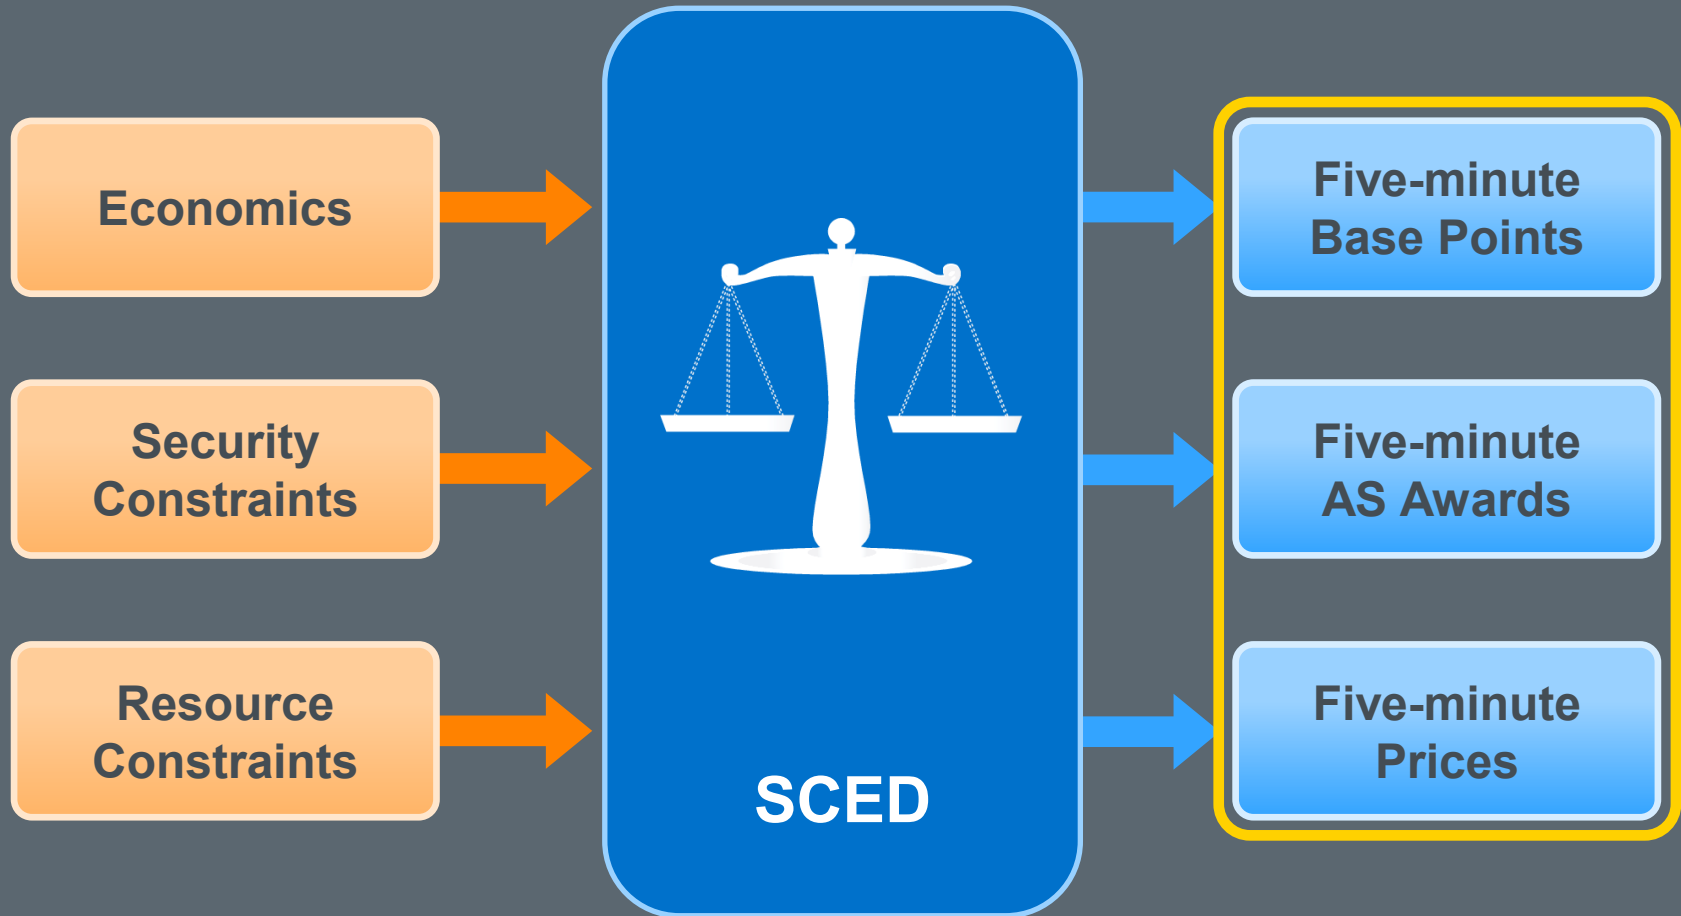 Economics
Security
Constraints
Resource
Constraints
SCED
Five-minute
Base Points
Five-minute
AS Awards
Five-minute
Prices